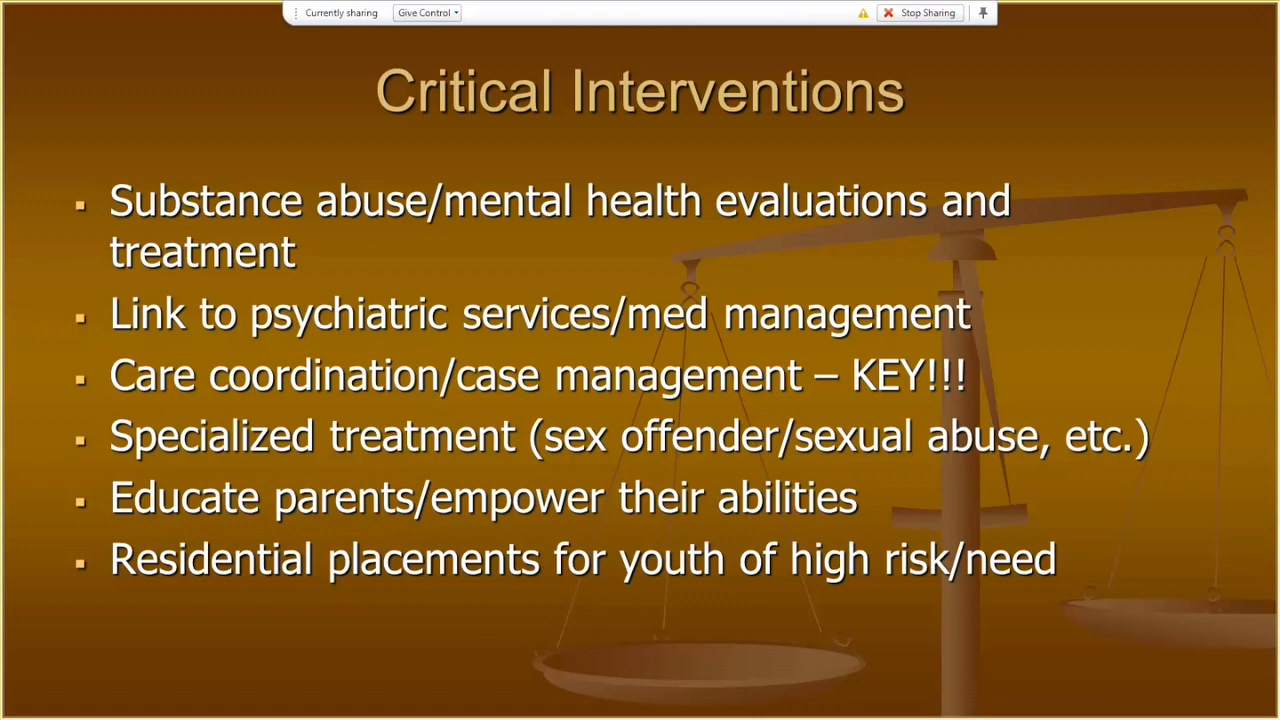 Currently sharing
Give Control
Stop Sharing
Critical Interventions
▪ Substance abuse/mental health evaluations and
treatment
▪ Link to psychiatric services/med management
▪ Care coordination/case management – KEY!!!
▪ Specialized treatment (sex offender/sexual abuse, etc.)
▪ Educate parents/empower their abilities
▪ Residential placements for youth of high risk/need